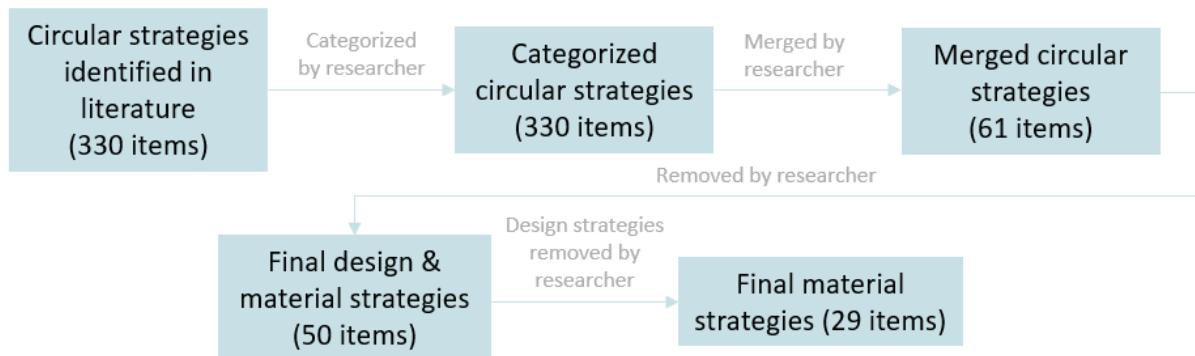 Circular strategies
identified in
literature
(330 items)
Categorized
by researcher
Categorized
circular strategies
(330 items)
Merged by
researcher
Merged circular
strategies
(61 items)
Removed by researcher
Final design &
material strategies
(50 items)
Design strategies
removed by
researcher
Final material
strategies (29 items)